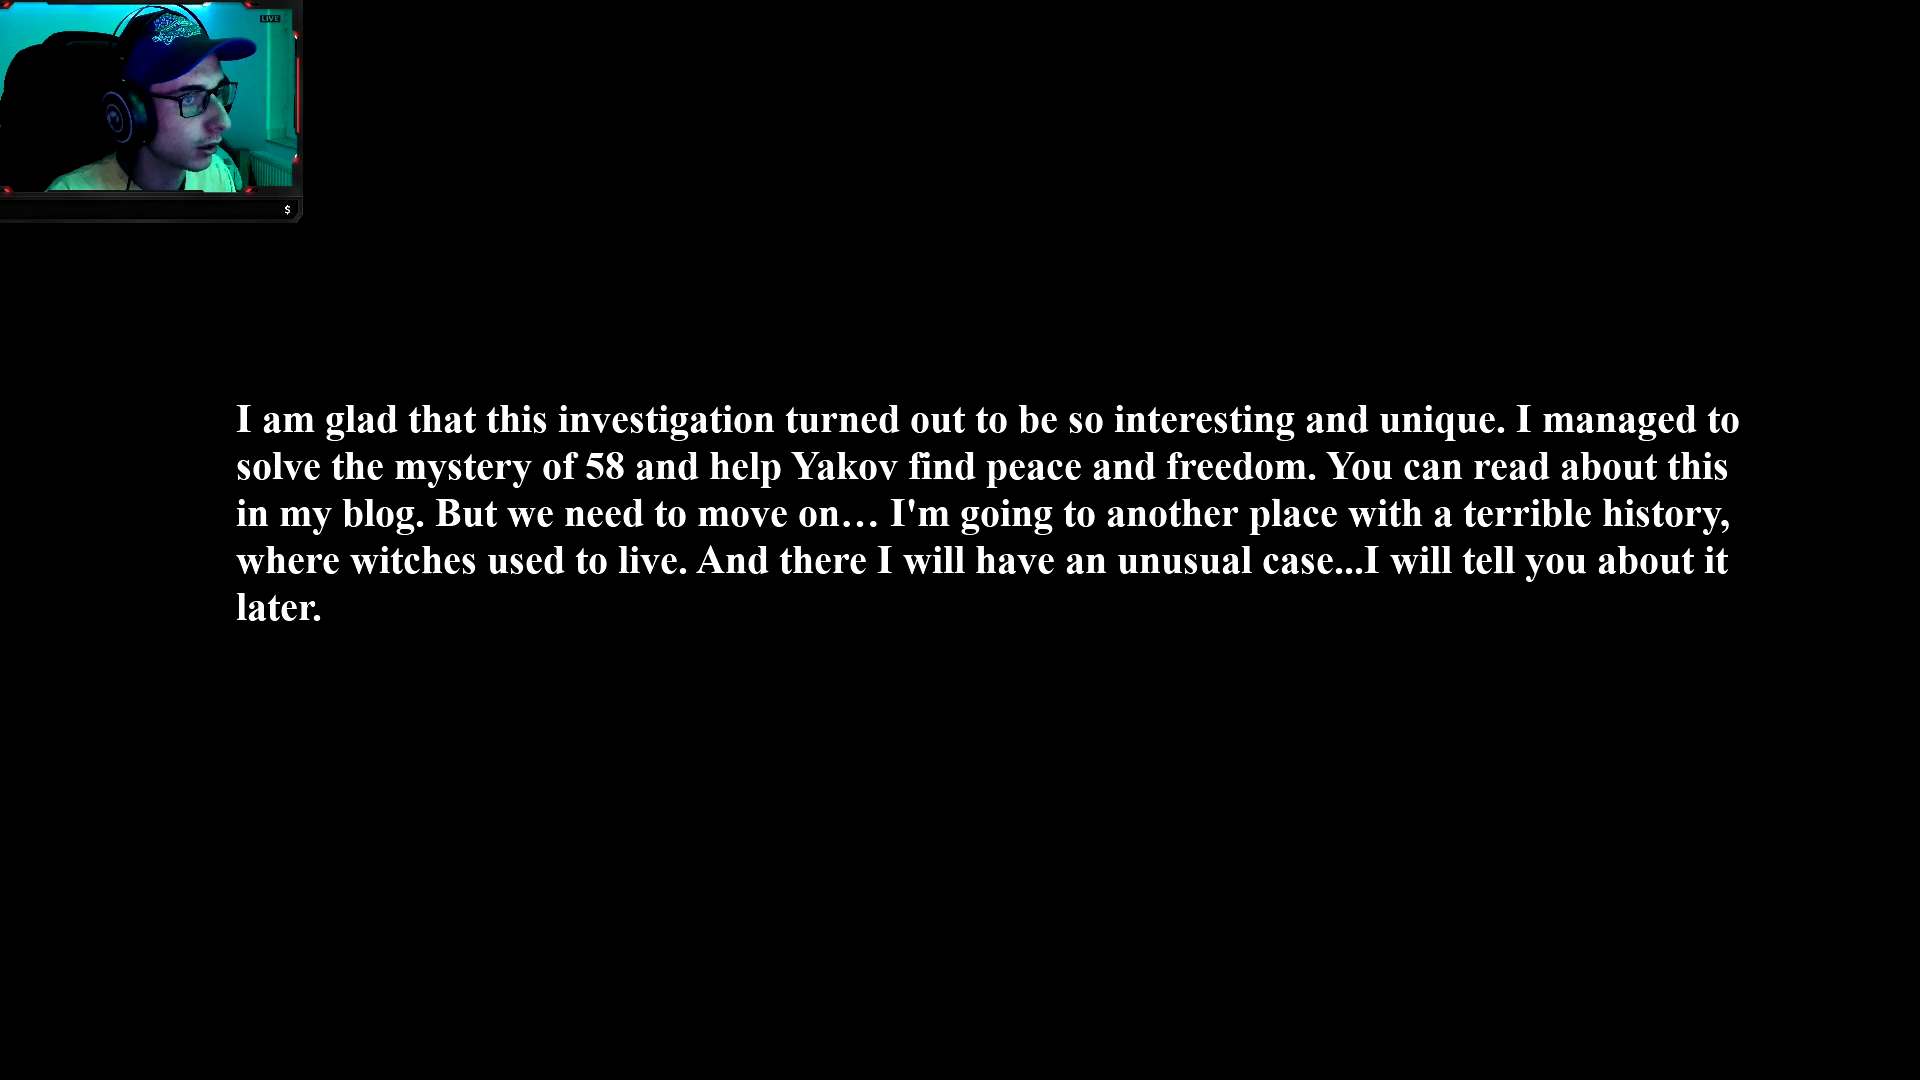 LIVE
$
I am glad that this investigation turned out to be so interesting and unique. I managed to
solve the mystery of 58 and help Yakov find peace and freedom. You can read about this
in my blog. But we need to move on… I'm going to another place with a terrible history,
where witches used to live. And there I will have an unusual case...I will tell you about it
later.